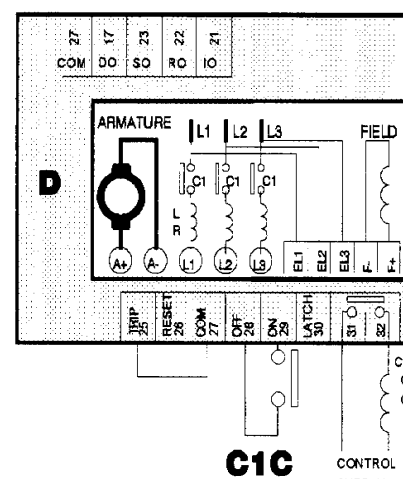 27 17 23 22 21
COM DO SO RO IO
ARMATURE L1 L2 L3 FIELD
D
C1 C1 C1
L
R
A+ A- L1 L2 L3 EL1 EL2 EL3 F- F+
TRIP 25
RESET 26
COM 27
OFF 28
ON 29
LATCH 30
31
32
C
C1C CONTROL